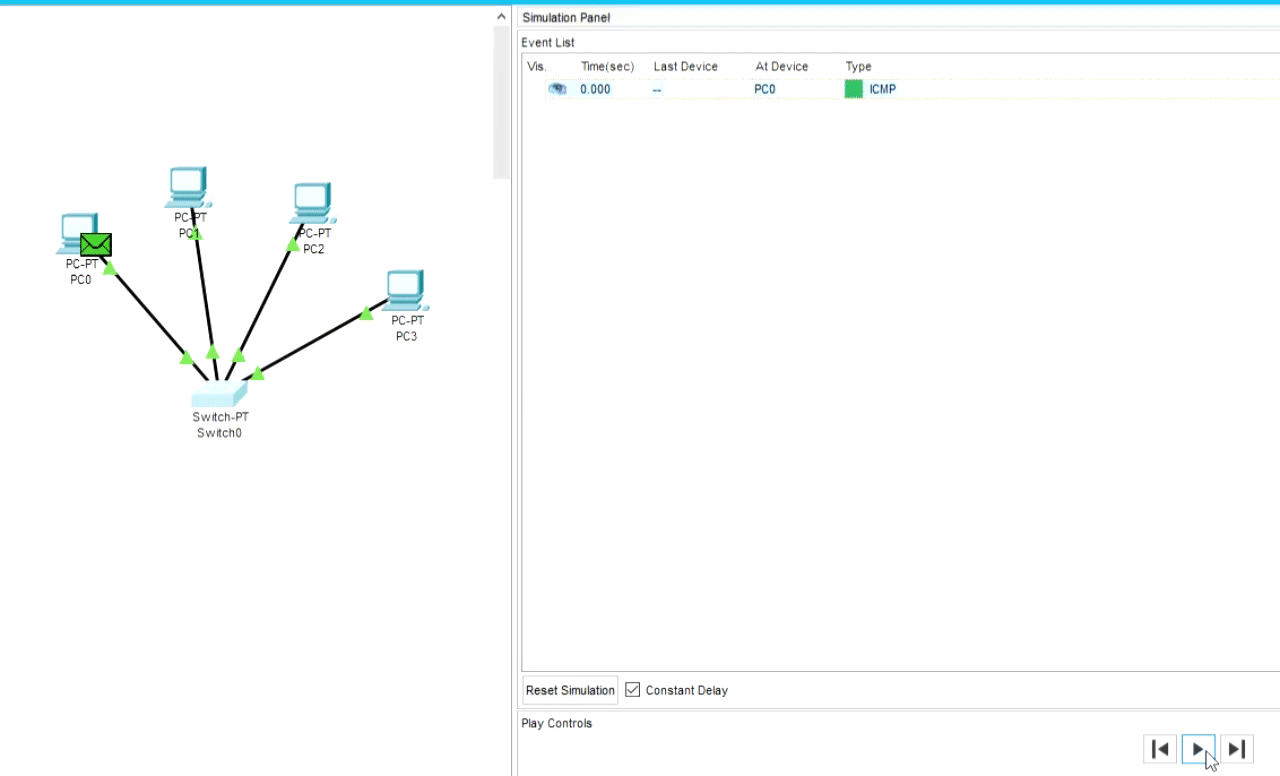 Simulation Panel
Event List
Vis. Time(sec) Last Device At Device Type
0.000 -- PC0 ICMP
PC-PT
PC1
PC-PT
PC2
PC-PT
PC0
PC-PT
PC3
Switch-PT
Switch0
Reset Simulation Constant Delay
Play Controls